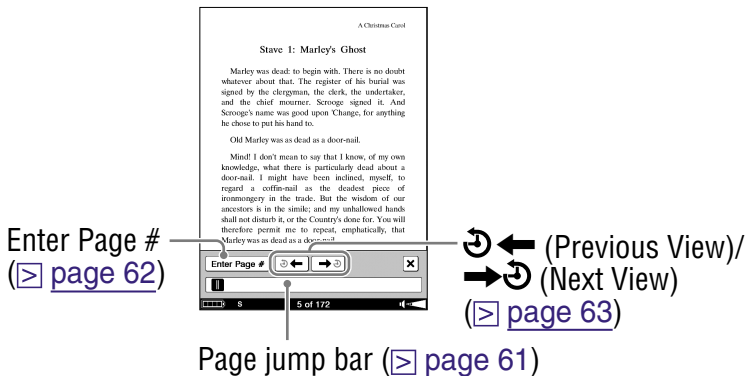 A Christmas Carol
Stave 1: Marley's Ghost
Marley was dead: to begin with. There is no doubt
whatever about that. The register of his burial was
signed by the clergyman, the clerk, the undertaker,
and the chief mourner. Scrooge signed it. And
Scrooge's name was good upon 'Change, for anything
he chose to put his hand to.
Old Marley was as dead as a door-nail.
Mind! I don't mean to say that I know, of my own
knowledge, what there is particularly dead about a
door-nail. I might have been inclined, myself, to
regard a coffin-nail as the deadest piece of
ironmongery in the trade. But the wisdom of our
ancestors is in the simile; and my unhallowed hands
shall not disturb it, or the Country's done for. You will
therefore permit me to repeat, emphatically, that
Marley was as dead as a door-nail.
Enter Page #
S 5 of 172
Enter Page #
(> page 62)
(Previous View)/
(Next View)
(> page 63)
Page jump bar (> page 61)